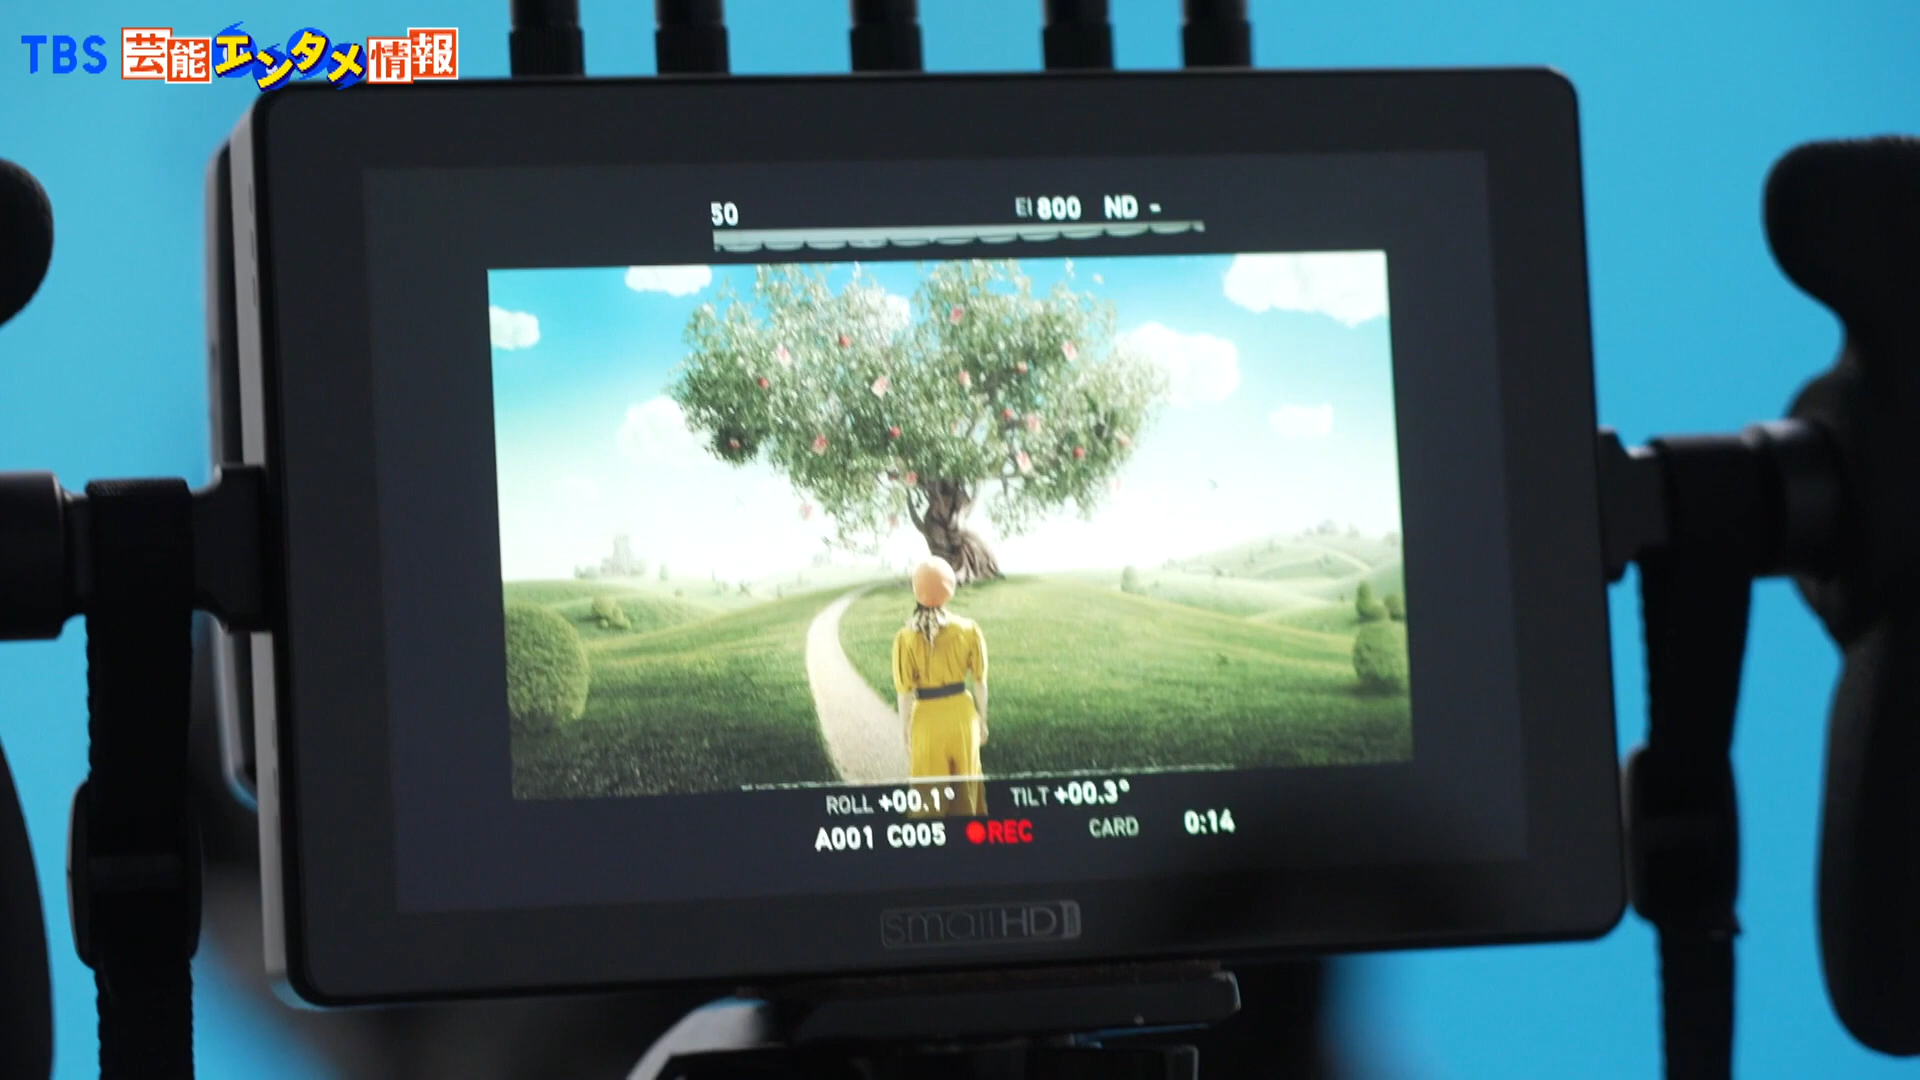 TBS 芸能エンタメ情報
50 EI 800 ND -
ROLL +00.1° TILT +00.3°
A001 C005 ●REC CARD 0:14
smallHD